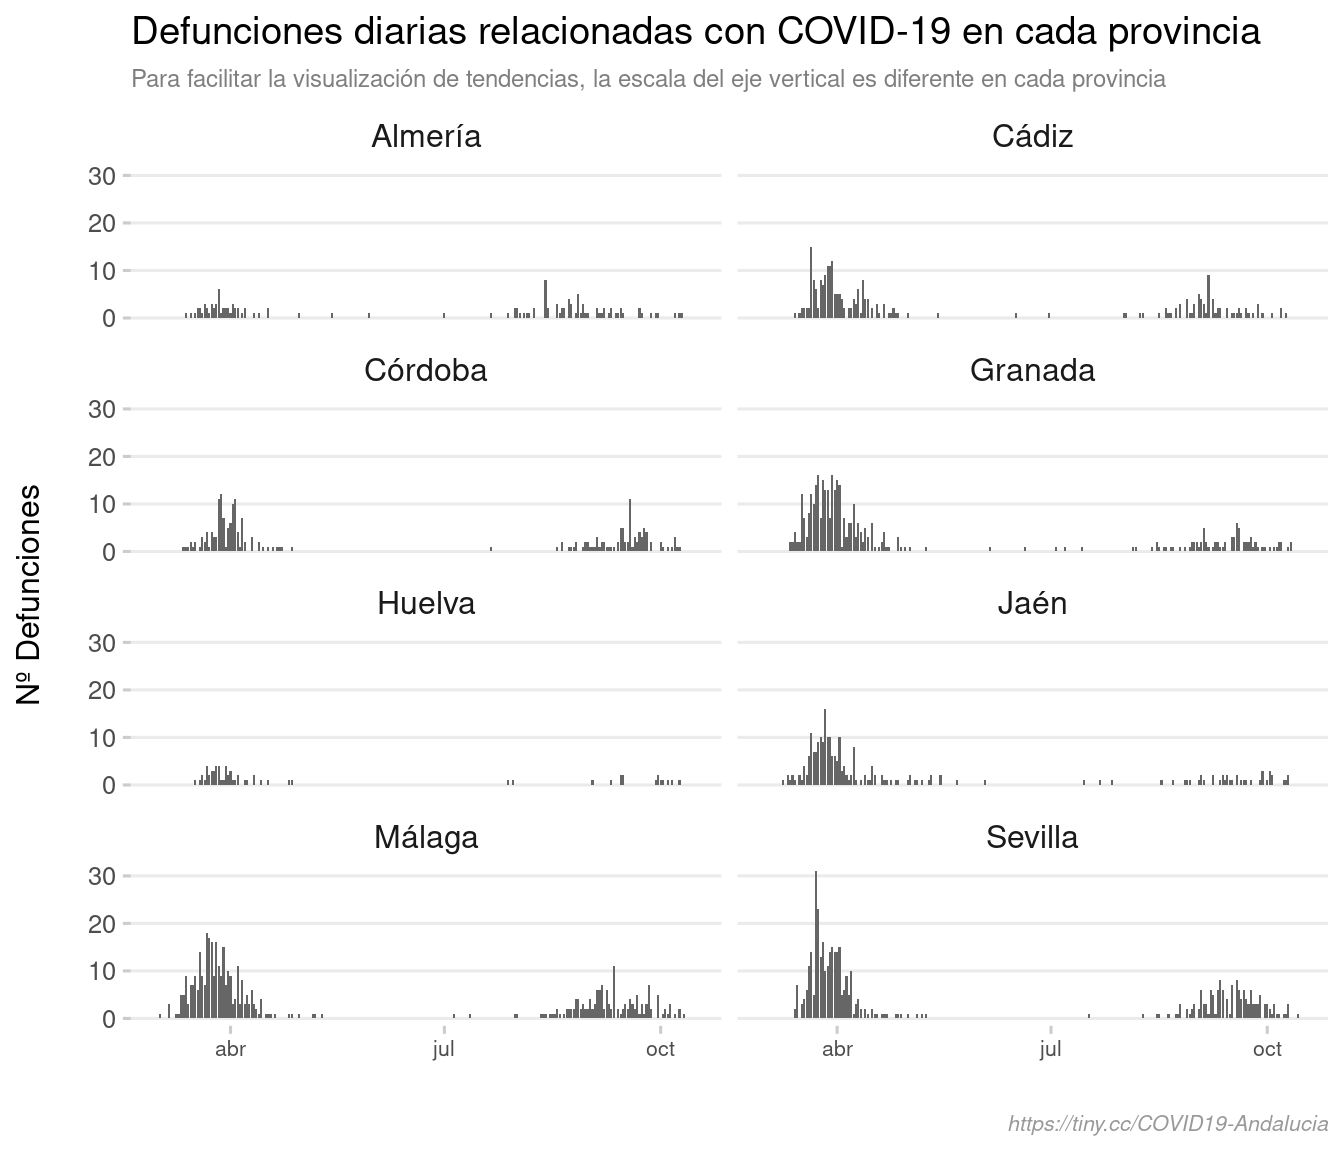 Defunciones diarias relacionadas con COVID-19 en cada provincia
Para facilitar la visualización de tendencias, la escala del eje vertical es diferente en cada provincia
Almería
Cádiz
30
20
10
0
Córdoba
Granada
30
20
10
0
Nº Defunciones
Huelva
Jaén
30
20
10
0
Málaga
Sevilla
30
20
10
0
abr
jul
oct
abr
jul
oct
https://tiny.cc/COVID19-Andalucia